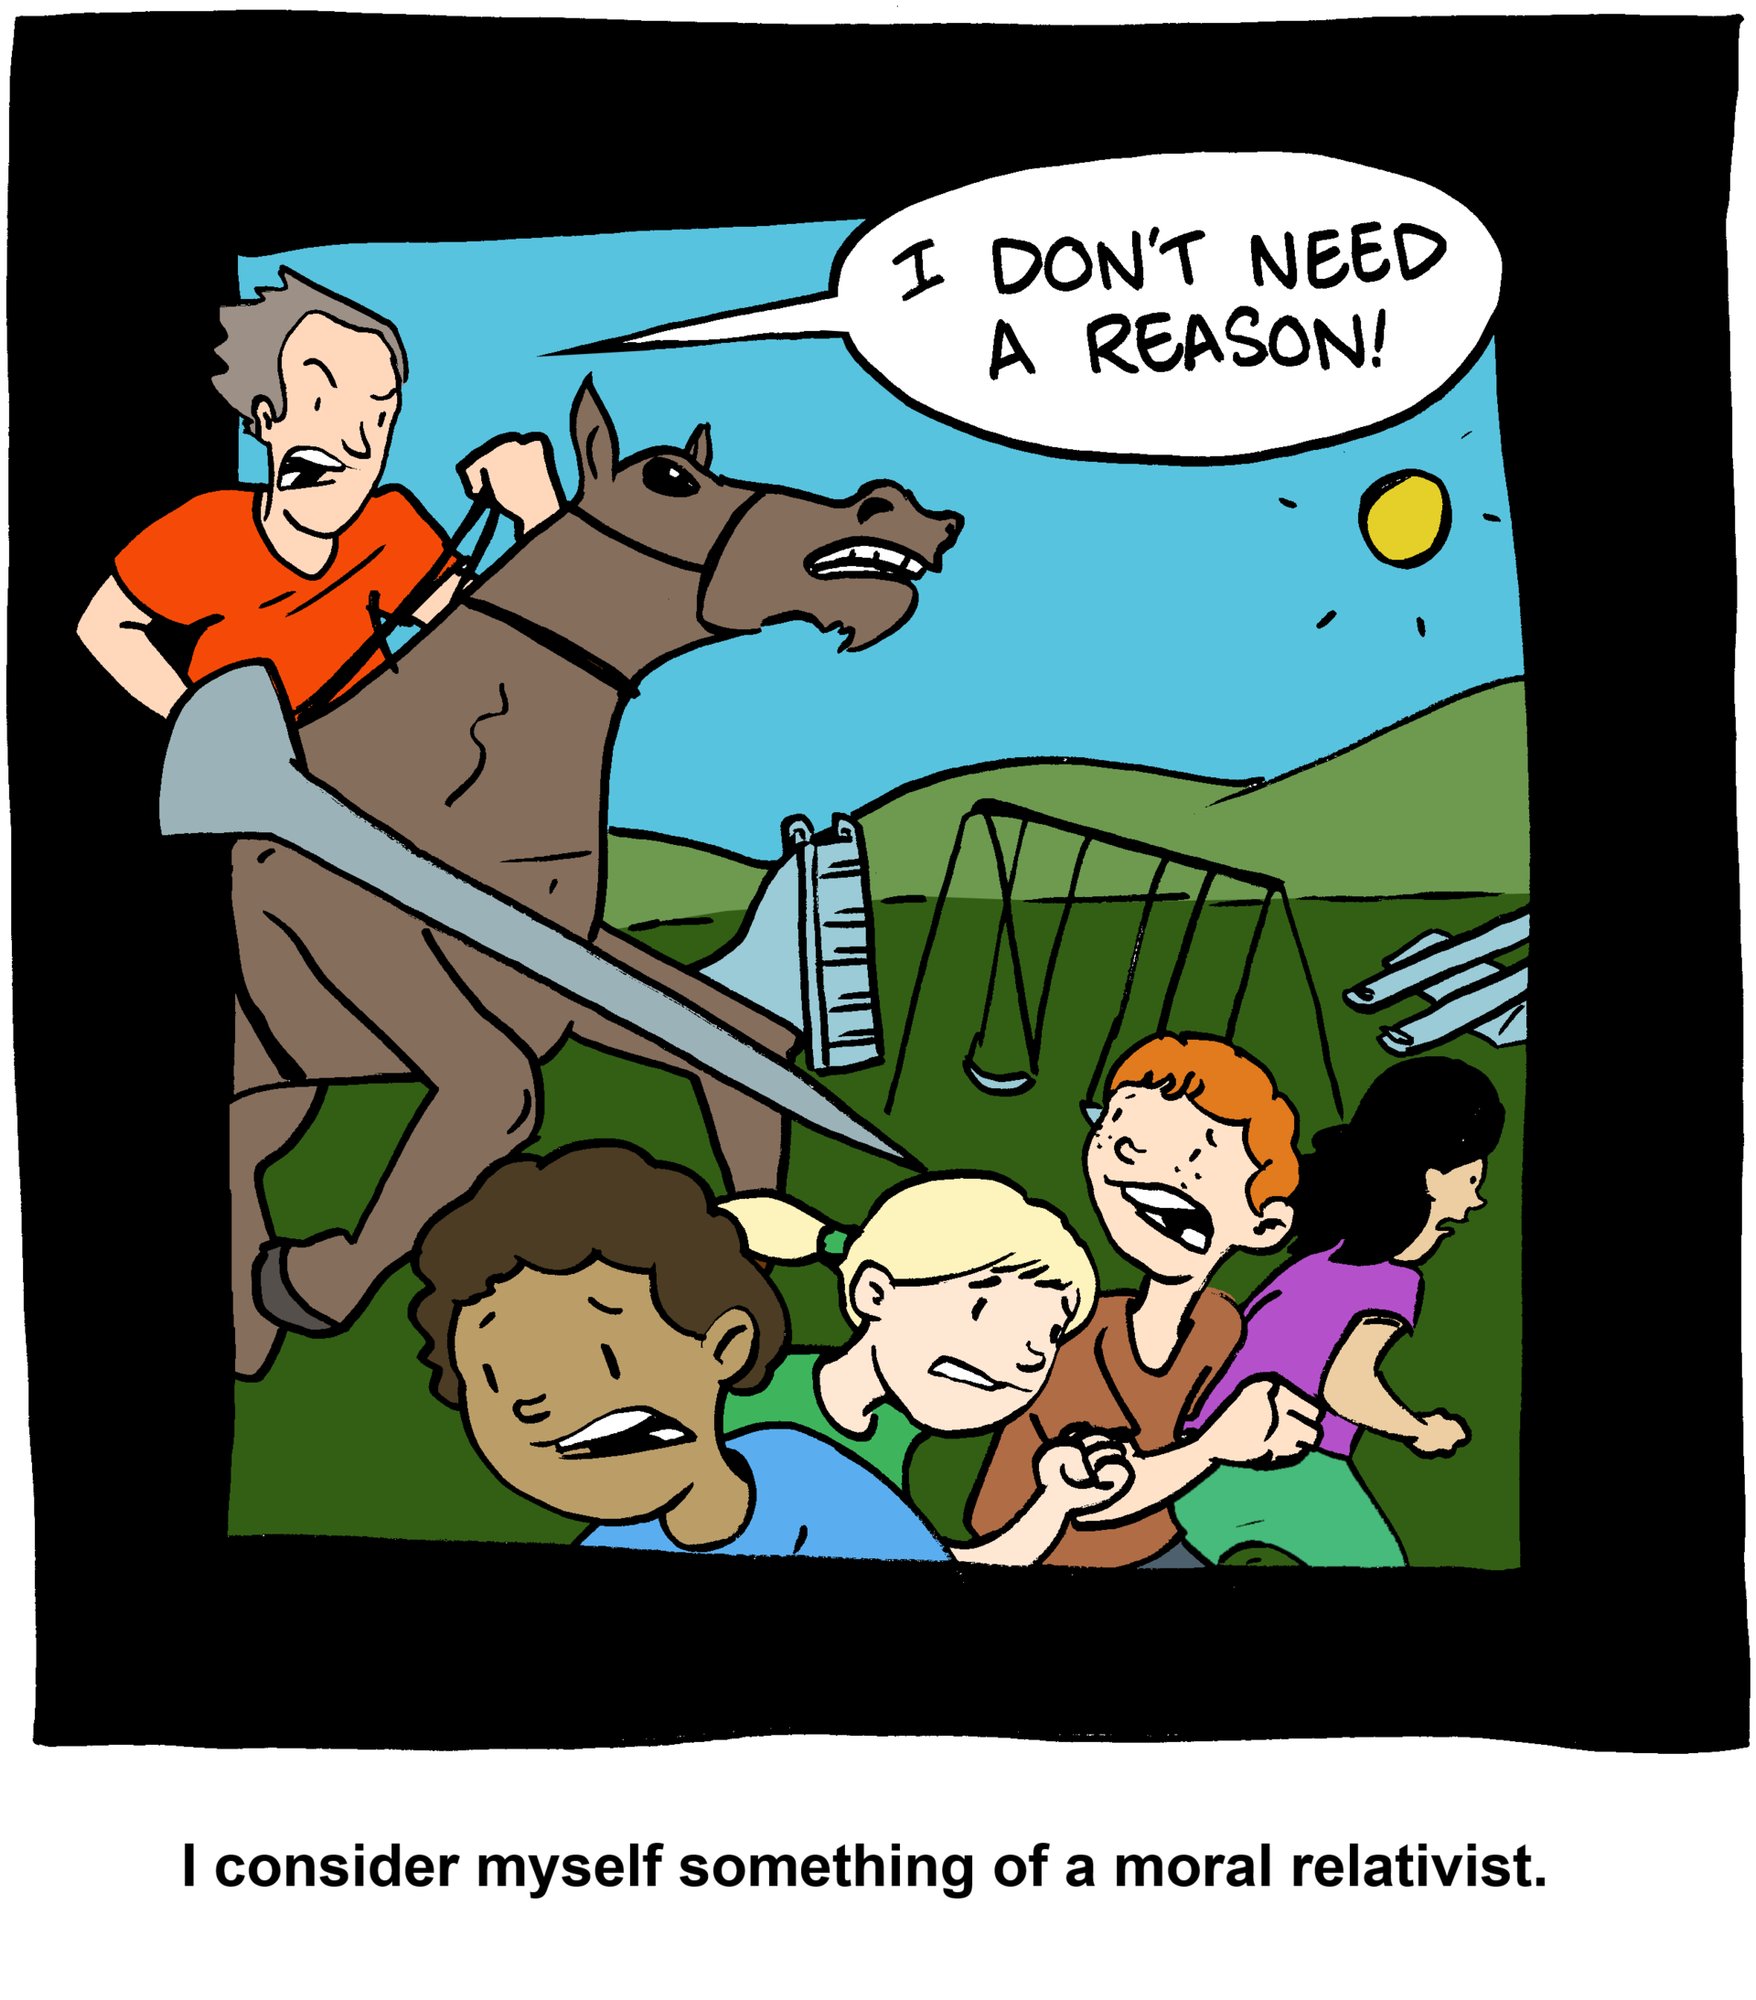 I DON'T NEED
A REASON!
I consider myself something of a moral relativist.